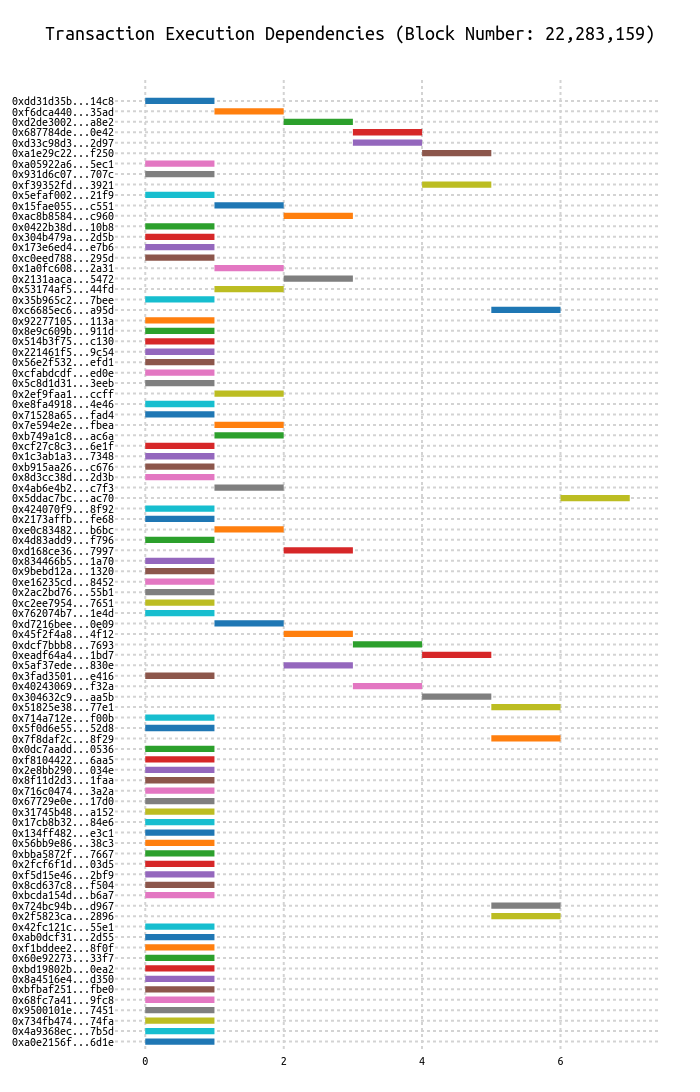 Transaction Execution Dependencies (Block Number: 22,283,159)
0xdd31d35b...14c8
0xf6dca440...35ad
0xd2de3002...a8e2
0x687784de...0e42
0xd33c98d3...2d97
0xa1e29c22...f250
0xa05922a6...5ec1
0x931d6c07...707c
0xf39352fd...3921
0x5efaf002...21f9
0x15fae055...c551
0xac8b8584...c960
0x0422b38d...10b8
0x304b479a...2d5b
0x173e6ed4...e7b6
0xc0eed788...295d
0x1a0fc608...2a31
0x2131aaca...5472
0x53174af5...44fd
0x35b965c2...7bee
0xc6685ec6...a95d
0x92277105...113a
0x8e9c609b...911d
0x514b3f75...c130
0x221461f5...9c54
0x56e2f532...efd1
0xcfabdcdf...ed0e
0x5c8d1d31...3eeb
0x2ef9faa1...ccff
0xe8fa4918...4e46
0x71528a65...fad4
0x7e594e2e...fbea
0xb749a1c8...ac6a
0xcf27c8c3...6e1f
0x1c3ab1a3...7348
0xb915aa26...c676
0x8d3cc38d...2d3b
0x4ab6e4b2...c7f3
0x5ddac7bc...ac70
0x424070f9...8f92
0x2173affb...fe68
0xe0c83482...b6bc
0x4d83add9...f796
0xd168ce36...7997
0x834466b5...1a70
0x9bebd12a...1320
0xe16235cd...8452
0x2ac2bd76...55b1
0xc2ee7954...7651
0x762074b7...1e4d
0xd7216bee...0e09
0x45f2f4a8...4f12
0xdcf7bbb8...7693
0xeadf64a4...1bd7
0x5af37ede...830e
0x3fad3501...e416
0x40243069...f32a
0x304632c9...aa5b
0x51825e38...77e1
0x714a712e...f00b
0x5f0d6e55...52d8
0x7f8daf2c...8f29
0x0dc7aadd...0536
0xf8104422...6aa5
0x2e8bb290...034e
0x8f11d2d3...1faa
0x716c0474...3a2a
0x67729e0e...17d0
0x31745b48...a152
0x17cb8b32...84e6
0x134ff482...e3c1
0x56bb9e86...38c3
0xbba5872f...7667
0x2fcf6f1d...03d5
0xf5d15e46...2bf9
0x8cd637c8...f504
0xbcda154d...b6a7
0x724bc94b...d967
0x2f5823ca...2896
0x42fc121c...55e1
0xab0dcf31...2d55
0xf1bddee2...8f0f
0x60e92273...33f7
0xbd19802b...0ea2
0x8a4516e4...d350
0xbfbaf251...fbe0
0x68fc7a41...9fc8
0x9500101e...7451
0x734fb474...74fa
0x4a9368ec...7b5d
0xa0e2156f...6d1e
0 2 4 6